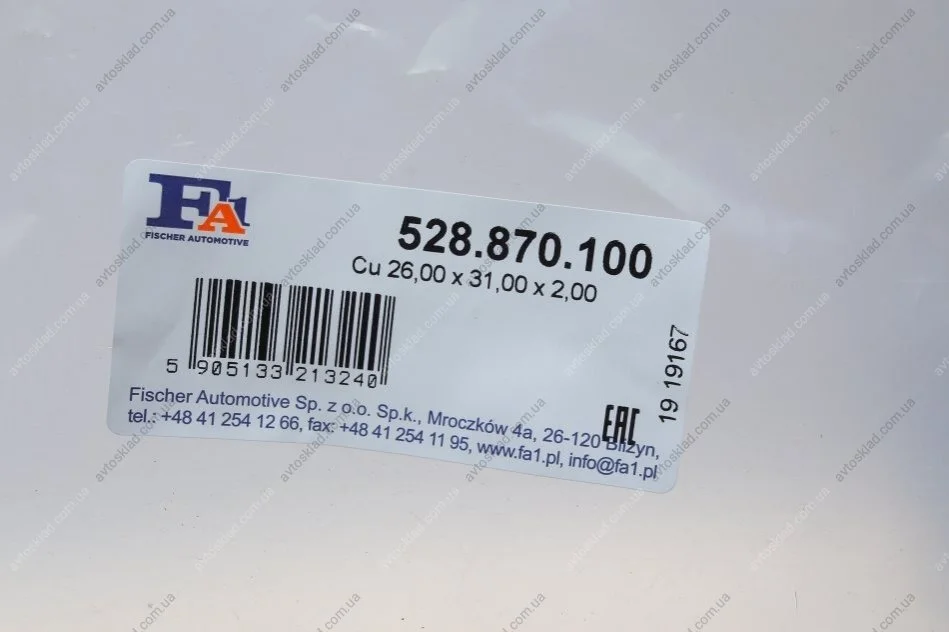 FA1
FISCHER AUTOMOTIVE
528.870.100
Cu 26,00 x 31,00 x 2,00
5 905133 213240
19 19167
EAC
Fischer Automotive Sp. z o.o. Sp.k., Mroczków 4a, 26-120 Bliżyn,
tel.: +48 41 254 12 66, fax: +48 41 254 11 95, www.fa1.pl, info@fa1.pl
avtosklad.com.ua